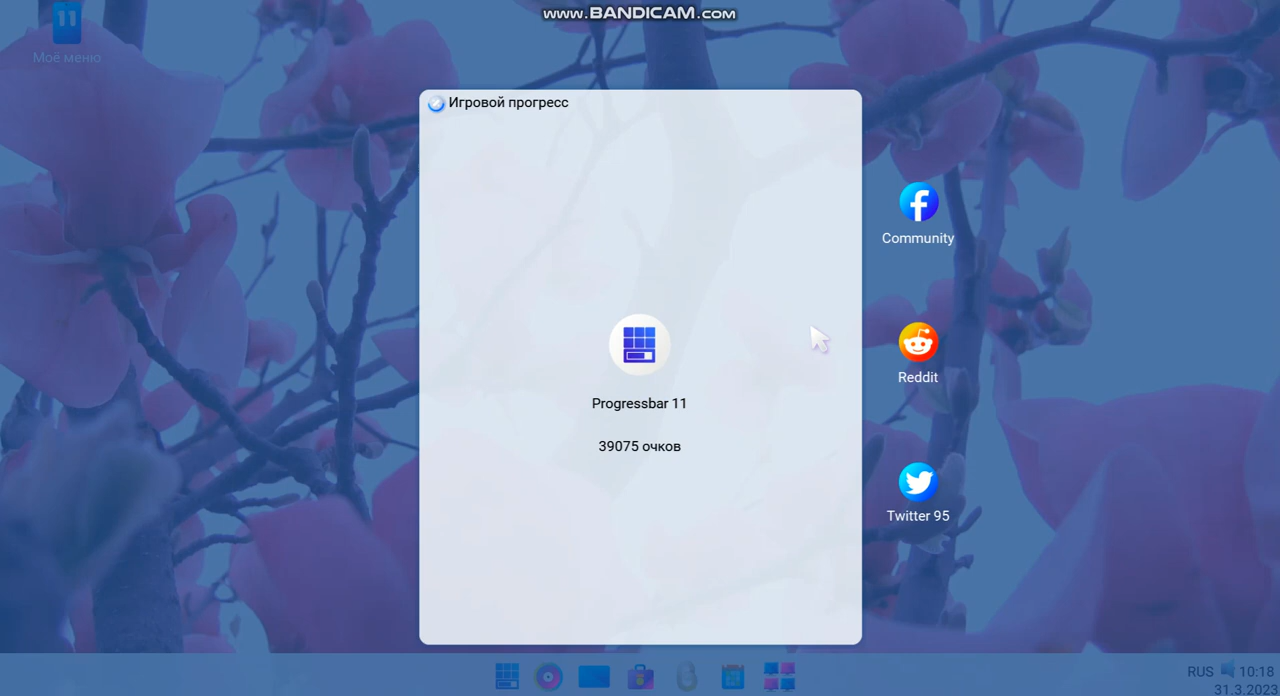 www.BANDICAM.com
11
Моё меню
Игровой прогресс
Community
Reddit
Progressbar 11
39075 очков
Twitter 95
RUS 10:18
31.3.2023